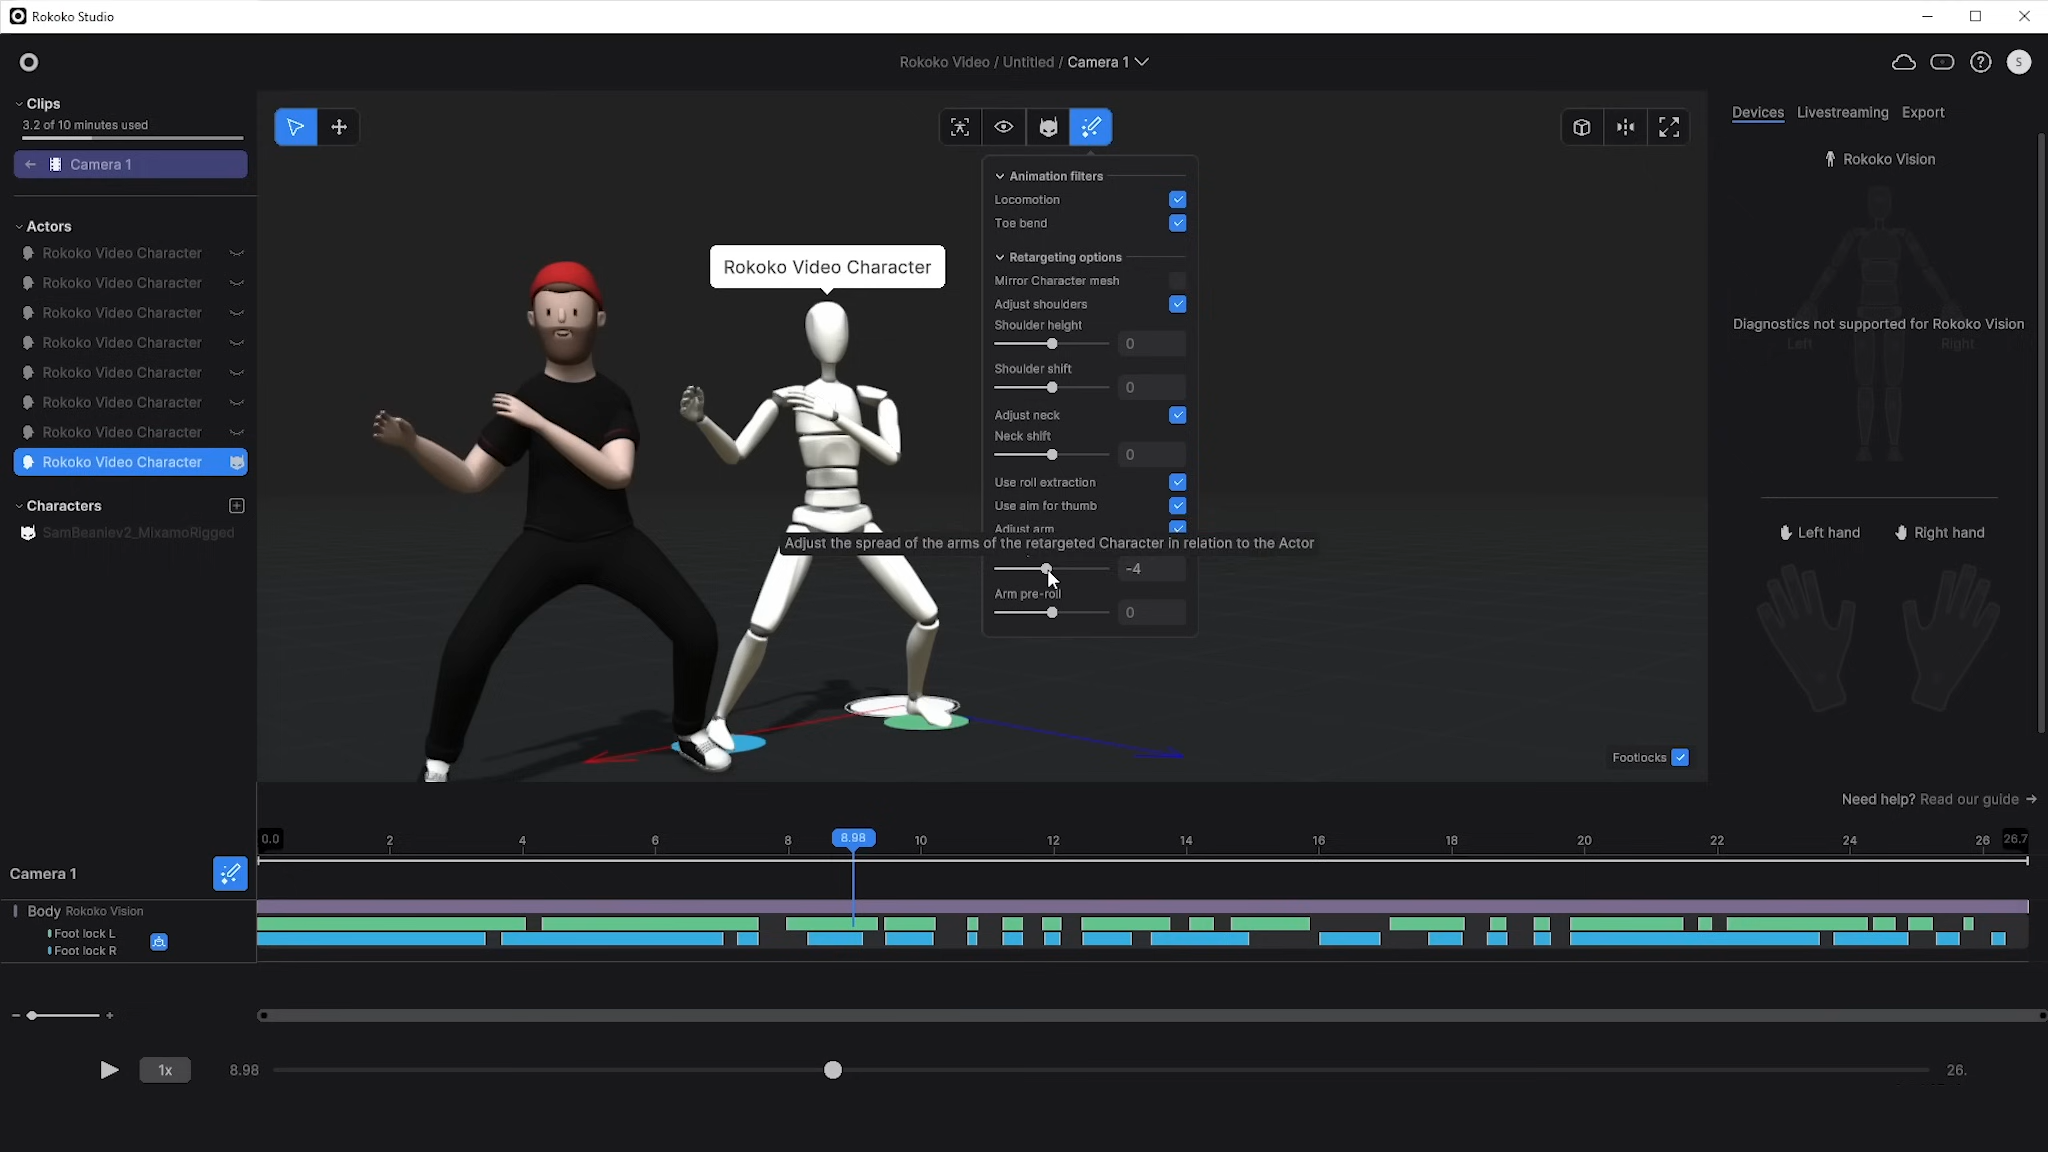 Rokoko Studio
Rokoko Video / Untitled / Camera 1
S
Clips
3.2 of 10 minutes used
Camera 1
Actors
Rokoko Video Character
Rokoko Video Character
Rokoko Video Character
Rokoko Video Character
Rokoko Video Character
Rokoko Video Character
Rokoko Video Character
Rokoko Video Character
Characters
SamBeaniev2_MixamoRigged
Rokoko Video Character
Animation filters
Locomotion
Toe bend
Retargeting options
Mirror Character mesh
Adjust shoulders
Shoulder height
0
Shoulder shift
0
Adjust neck
Neck shift
0
Use roll extraction
Use aim for thumb
Adjust arm
Adjust the spread of the arms of the retargeted Character in relation to the Actor
-4
Arm pre-roll
0
Footlocks
Devices Livestreaming Export
Rokoko Vision
Diagnostics not supported for Rokoko Vision
Left Right
Left hand Right hand
Need help? Read our guide →
0.0 2 4 6 8 8.98 10 12 14 16 18 20 22 24 26 26.7
Camera 1
Body Rokoko Vision
Foot lock L
Foot lock R
− +
1x 8.98 26.